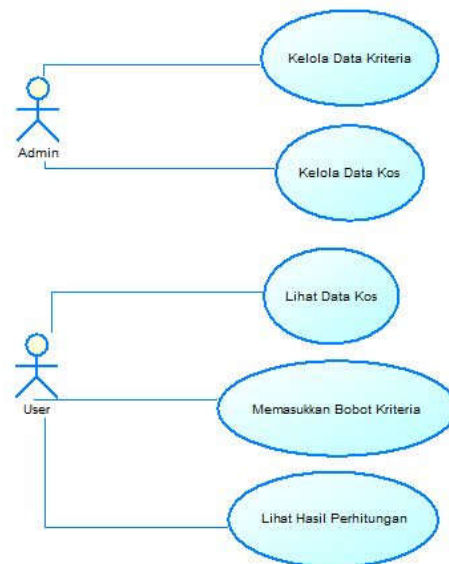 Kelola Data Kriteria
Admin
Kelola Data Kos
Lihat Data Kos
User
Memasukkan Bobot Kriteria
Lihat Hasil Perhitungan